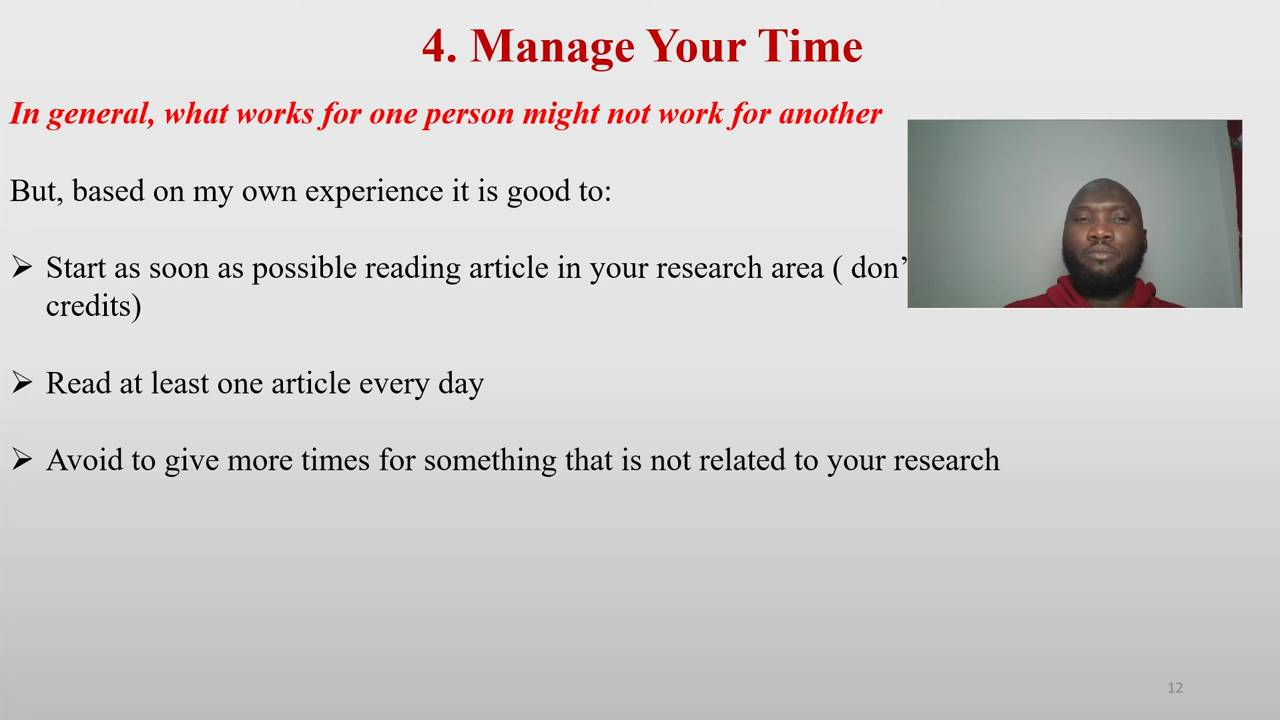 4. Manage Your Time
In general, what works for one person might not work for another
But, based on my own experience it is good to:
➢ Start as soon as possible reading article in your research area ( don’
credits)
➢ Read at least one article every day
➢ Avoid to give more times for something that is not related to your research
12